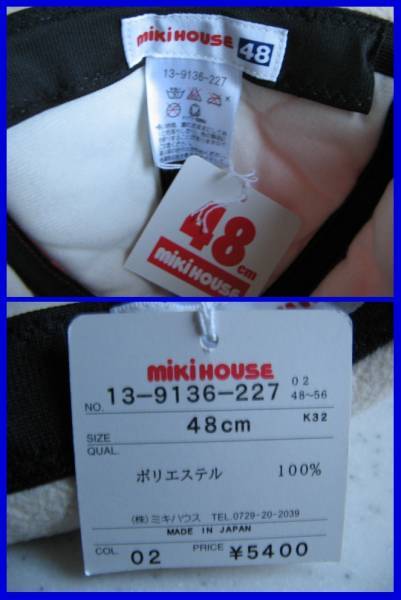 miKiHOUSE 48
13-9136-227
48
cm
miKiHOUSE
miKiHOUSE
NO. 13-9136-227 02
48~56
SIZE 48cm K32
QUAL.
ポリエステル 100%
(株)ミキハウス TEL.0729-20-2039
MADE IN JAPAN
COL. 02 PRICE ¥5400